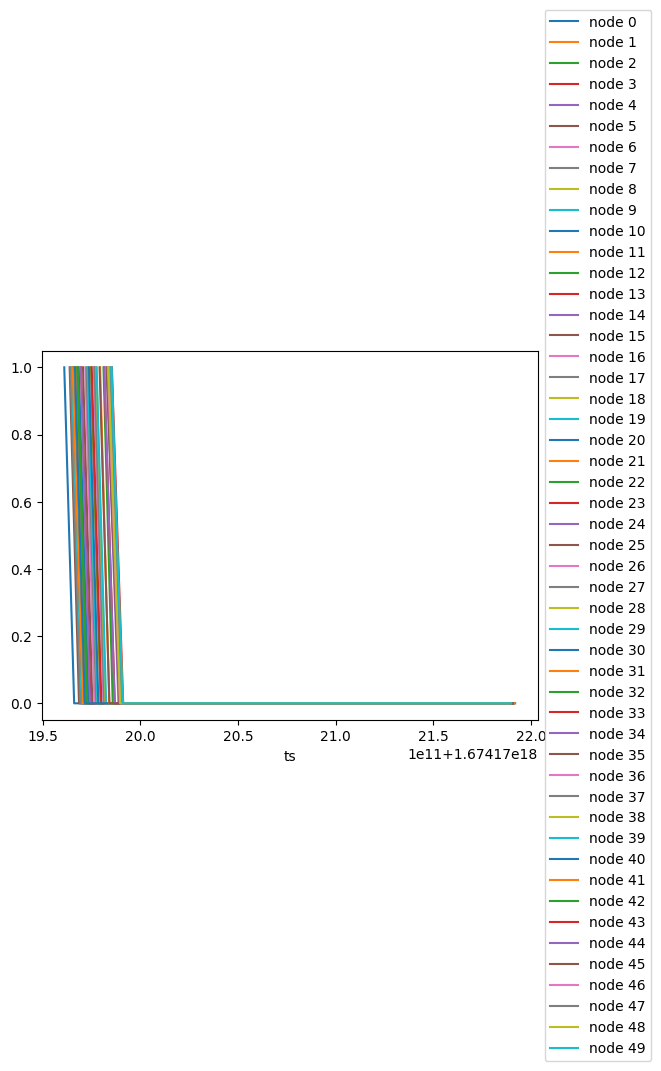 1.0
0.8
0.6
0.4
0.2
0.0
19.5 20.0 20.5 21.0 21.5 22.0
ts
1e11+1.67417e18
node 0
node 1
node 2
node 3
node 4
node 5
node 6
node 7
node 8
node 9
node 10
node 11
node 12
node 13
node 14
node 15
node 16
node 17
node 18
node 19
node 20
node 21
node 22
node 23
node 24
node 25
node 26
node 27
node 28
node 29
node 30
node 31
node 32
node 33
node 34
node 35
node 36
node 37
node 38
node 39
node 40
node 41
node 42
node 43
node 44
node 45
node 46
node 47
node 48
node 49